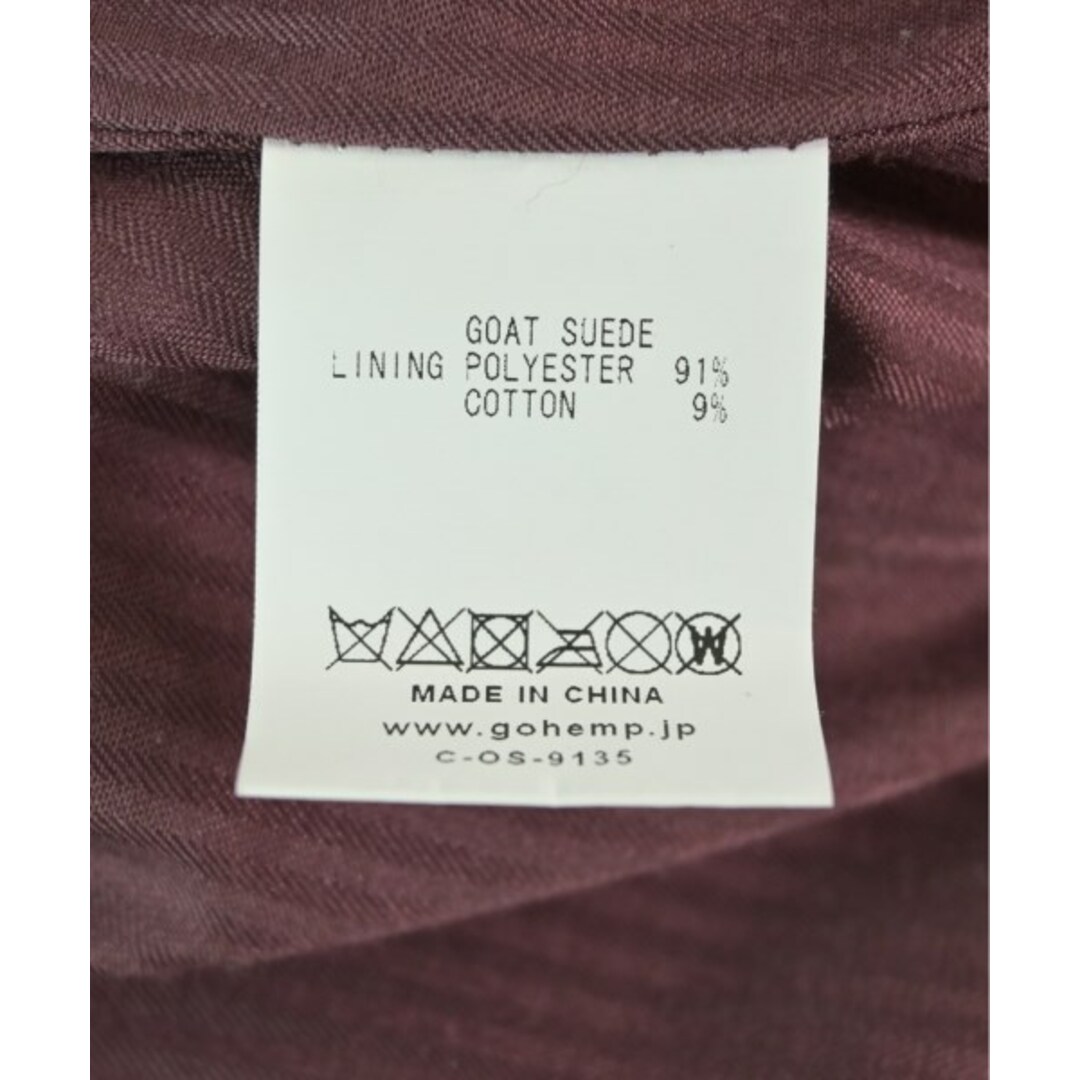 GOAT SUEDE
LINING POLYESTER 91%
COTTON 9%
W
MADE IN CHINA
www.gohemp.jp
C-OS-9135